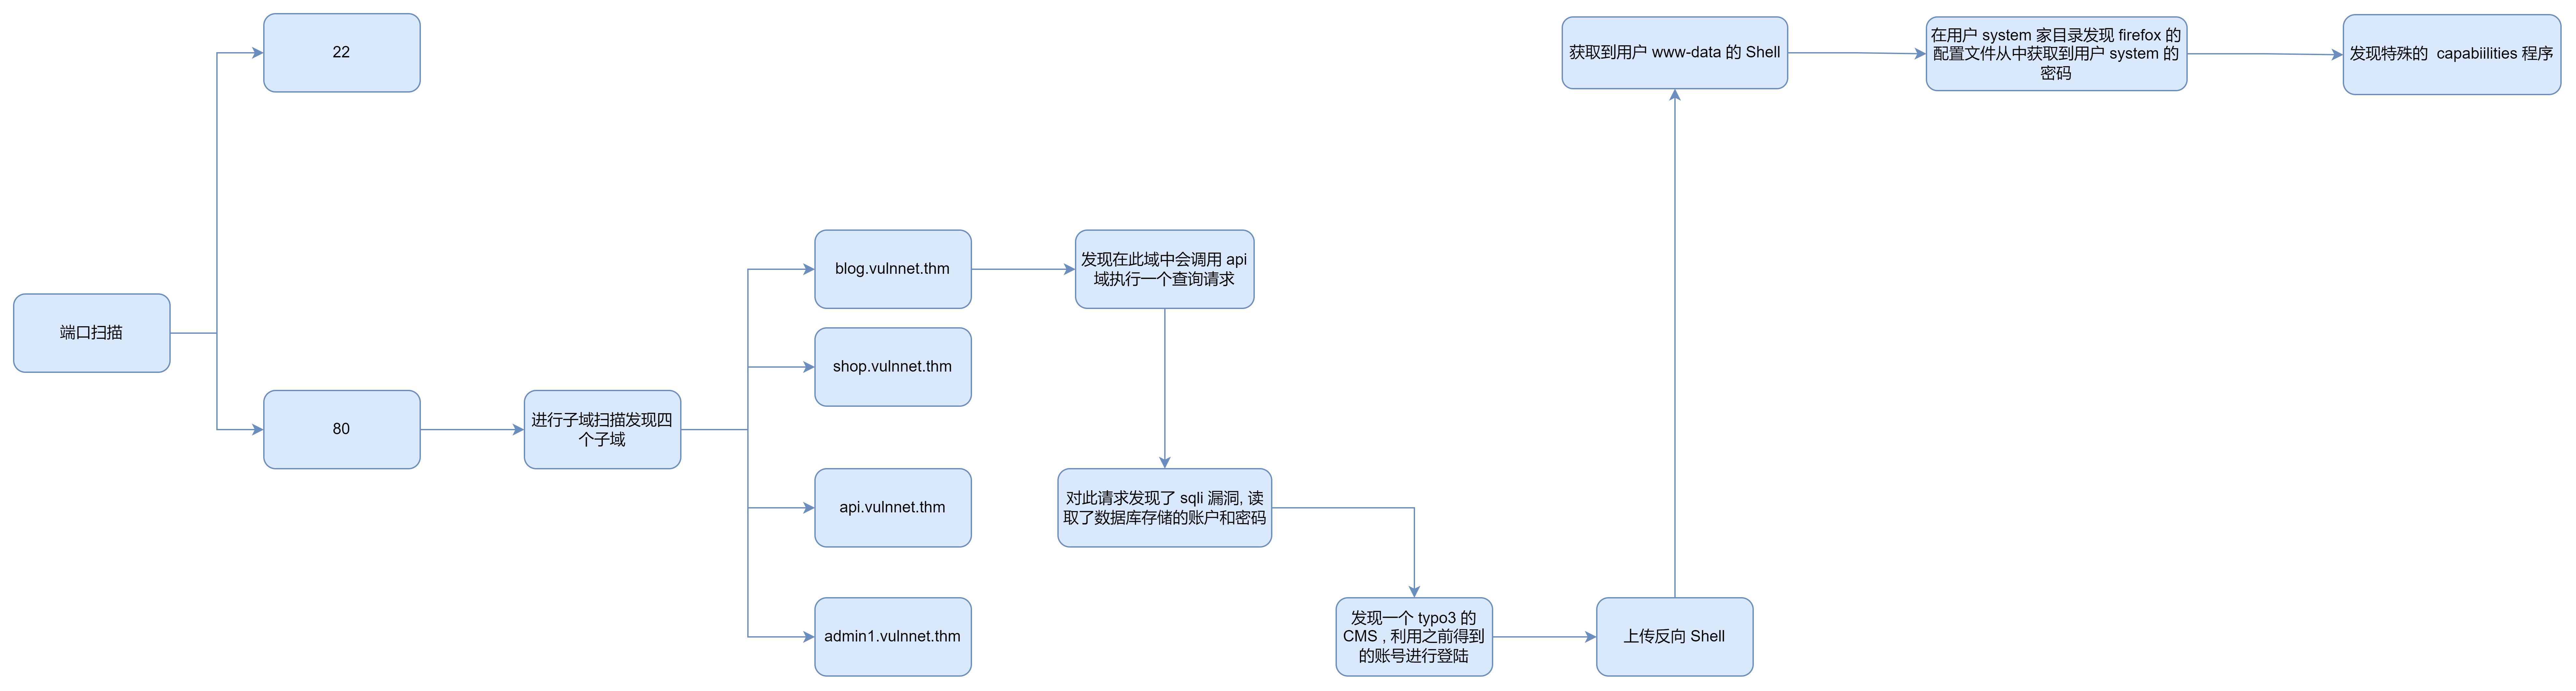 端口扫描
22
80
进行子域扫描发现四
个子域
blog.vulnnet.thm
shop.vulnnet.thm
api.vulnnet.thm
admin1.vulnnet.thm
发现在此域中会调用 api
域执行一个查询请求
对此请求发现了 sqli 漏洞, 读
取了数据库存储的账户和密码
发现一个 typo3 的
CMS , 利用之前得到
的账号进行登陆
上传反向 Shell
获取到用户 www-data 的 Shell
在用户 system 家目录发现 firefox 的
配置文件从中获取到用户 system 的
密码
发现特殊的 capabiilities 程序